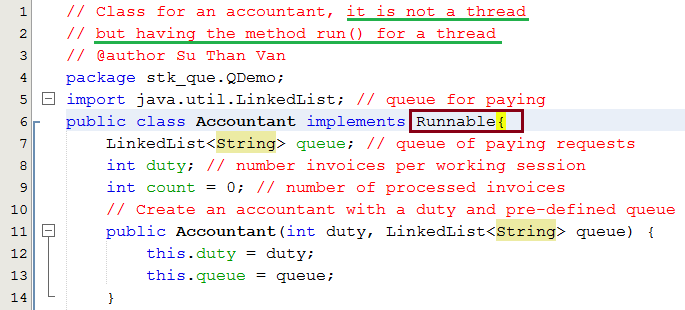 1 // Class for an accountant, it is not a thread
2 // but having the method run() for a thread
3 // @author Su Than Van
4 package stk_que.QDemo;
5 import java.util.LinkedList; // queue for paying
6 public class Accountant implements Runnable{
7 LinkedList<String> queue; // queue of paying requests
8 int duty; // number invoices per working session
9 int count = 0; // number of processed invoices
10 // Create an accountant with a duty and pre-defined queue
11 public Accountant(int duty, LinkedList<String> queue) {
12 this.duty = duty;
13 this.queue = queue;
14 }